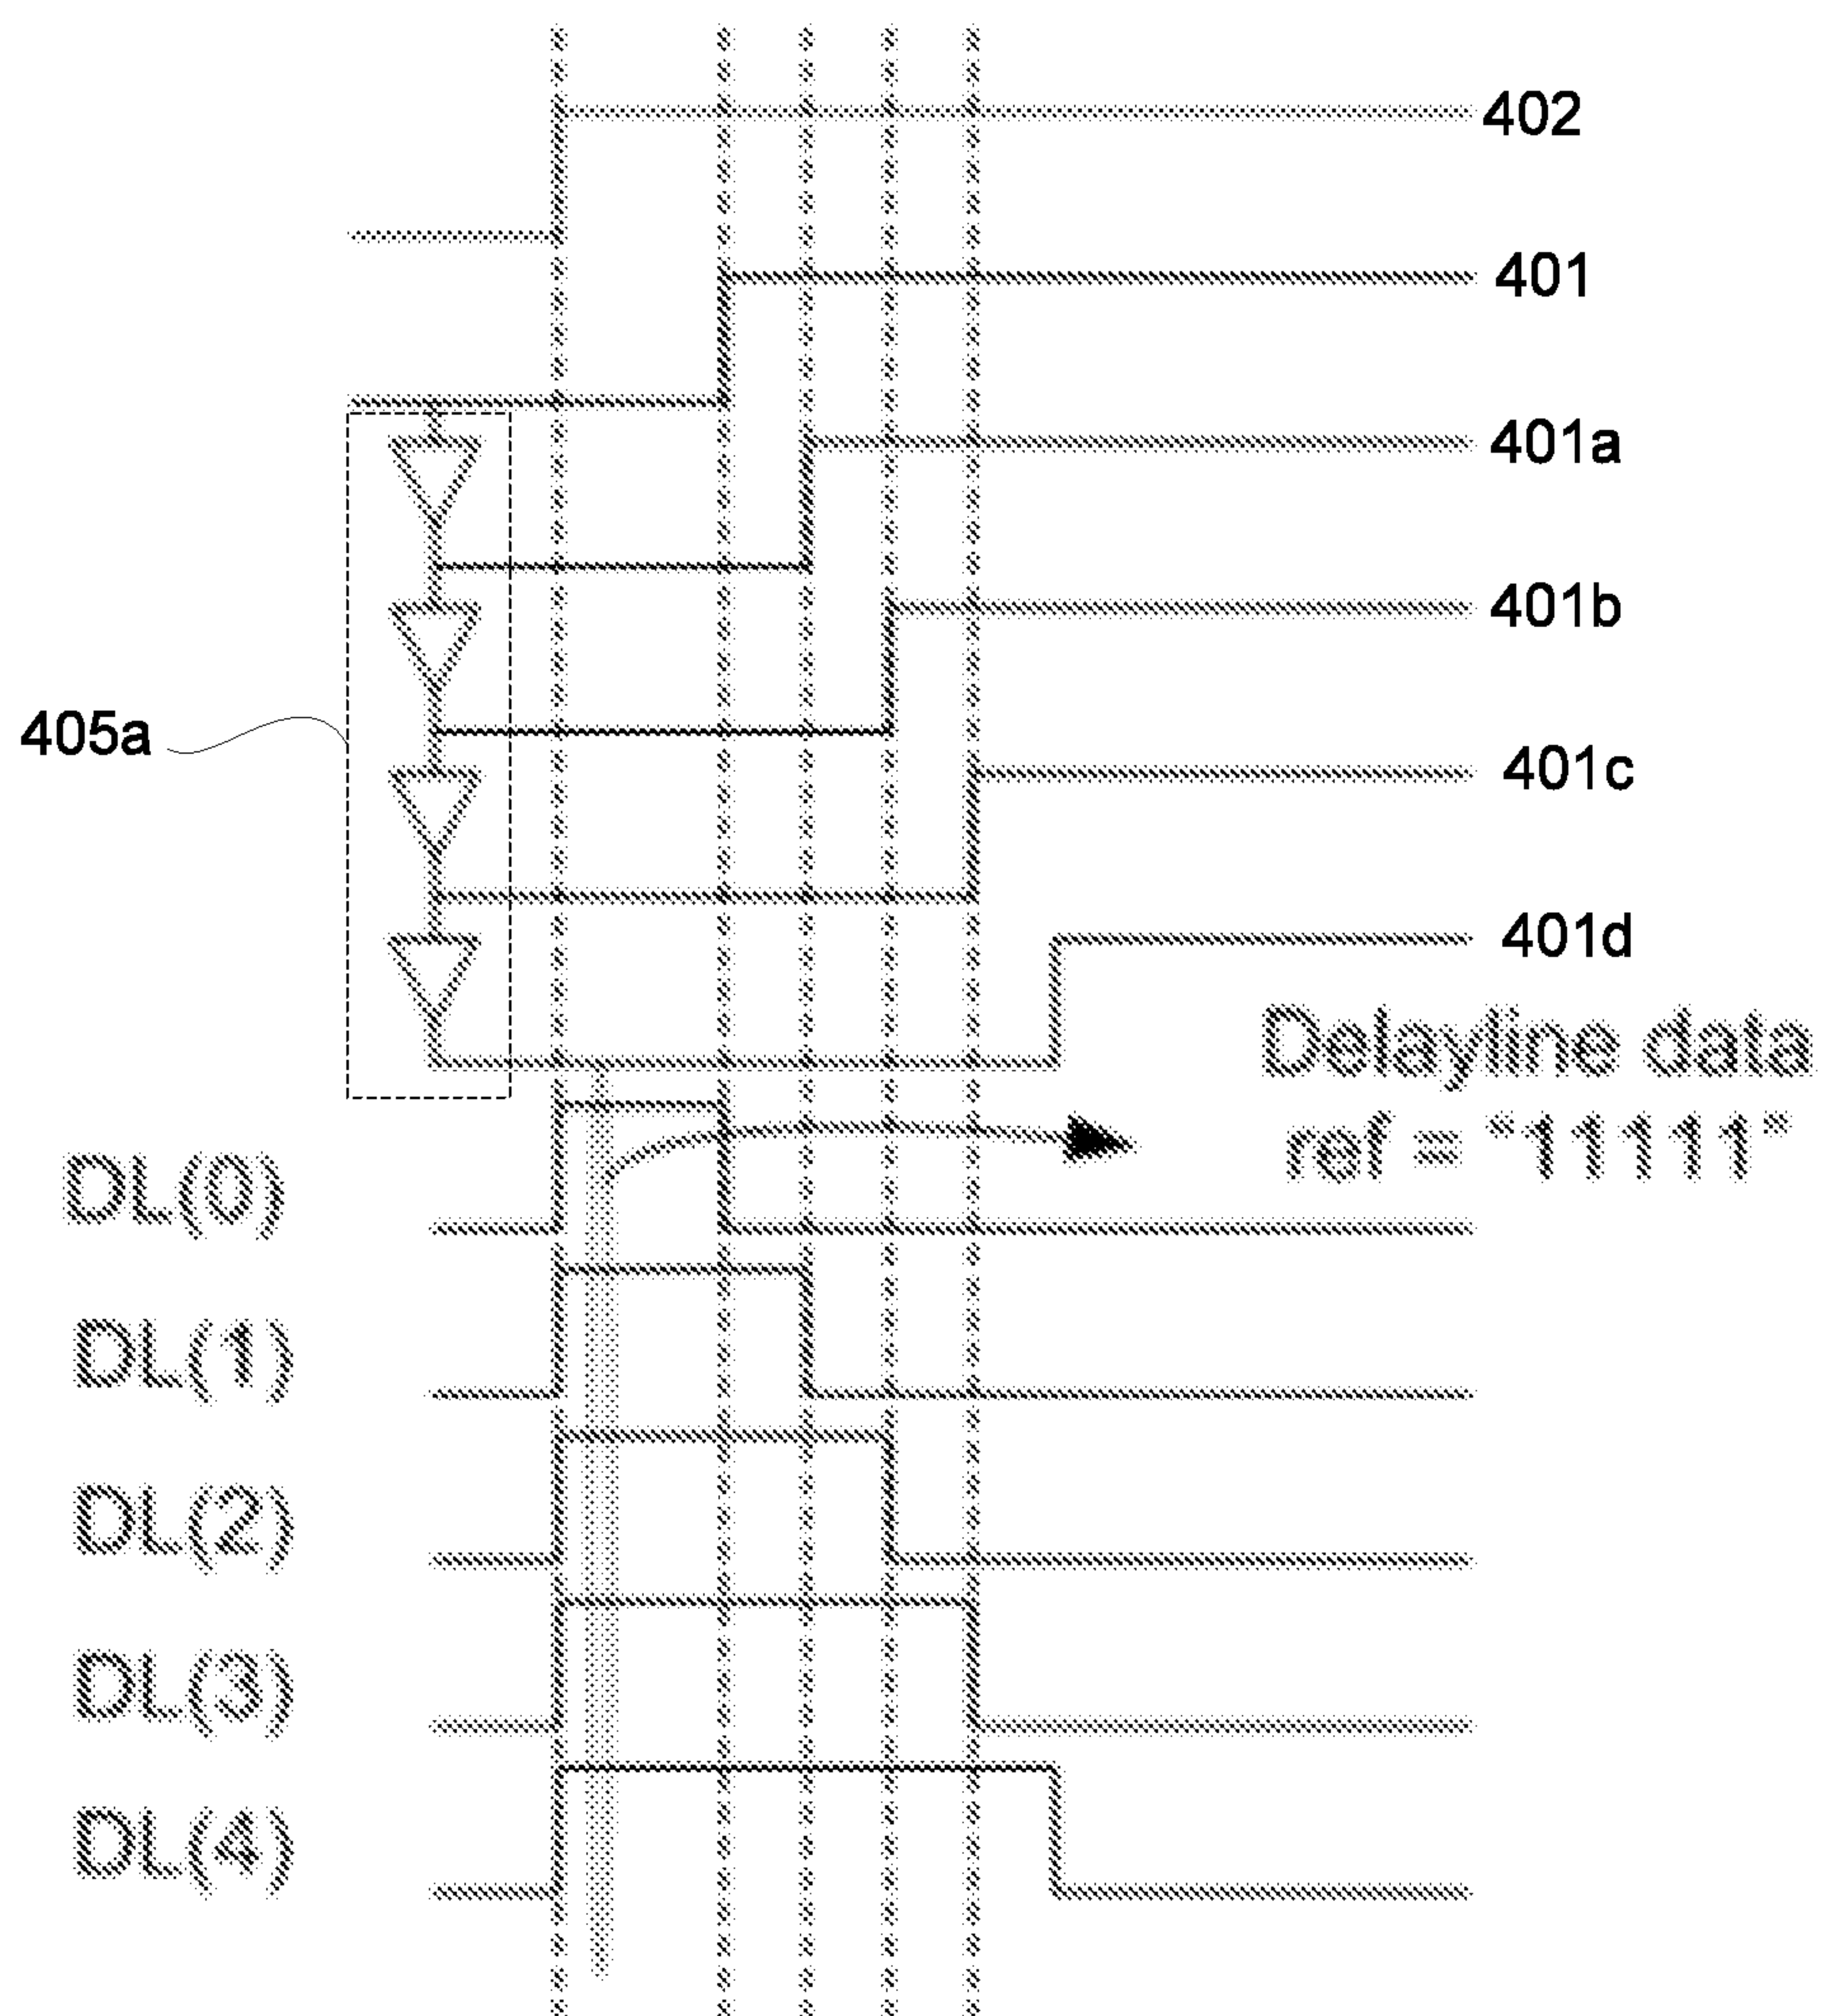 402
401
401a
401b
405a
401c
401d
Delayline data
ref = "11111"
DL(0)
DL(1)
DL(2)
DL(3)
DL(4)